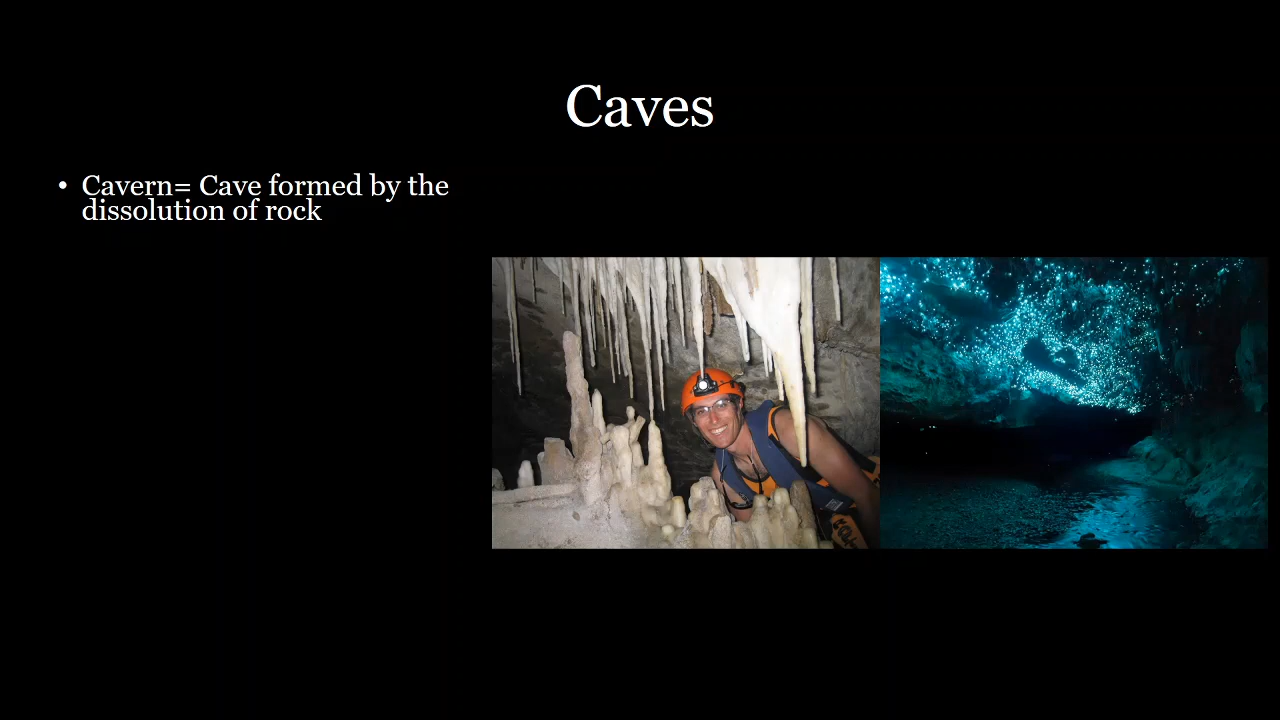 Caves
• Cavern= Cave formed by the
dissolution of rock